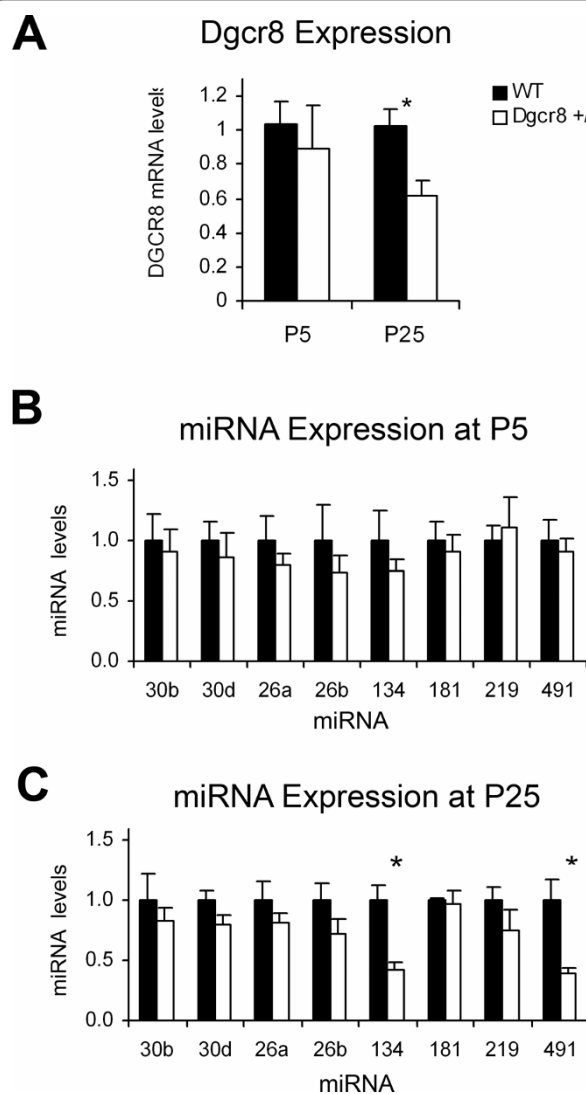 A
Dgcr8 Expression
DGCR8 mRNA levels
1.2
1
0.8
0.6
0.4
0.2
0
*
WT
Dgcr8 +/
P5 P25
B
miRNA Expression at P5
miRNA levels
1.5
1.0
0.5
0.0
30b 30d 26a 26b 134 181 219 491
miRNA
C
miRNA Expression at P25
miRNA levels
1.5
1.0
0.5
0.0
* *
30b 30d 26a 26b 134 181 219 491
miRNA